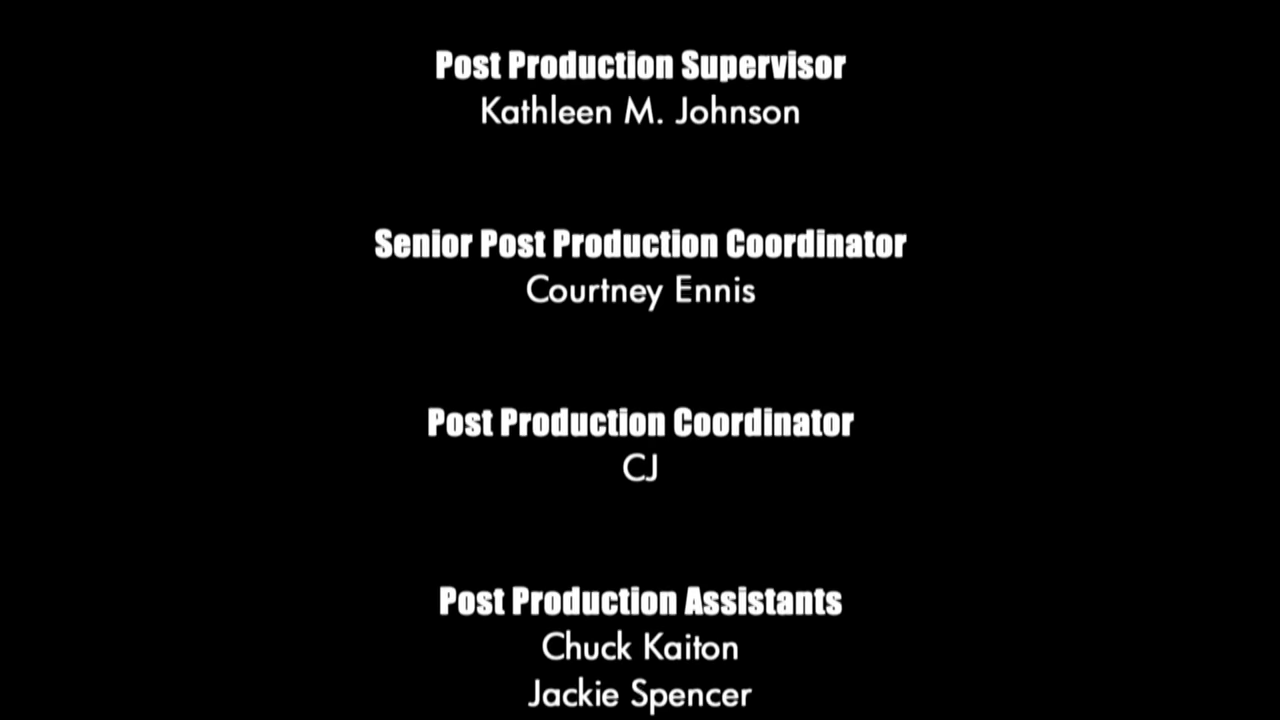 Post Production Supervisor
Kathleen M. Johnson
Senior Post Production Coordinator
Courtney Ennis
Post Production Coordinator
CJ
Post Production Assistants
Chuck Kaiton
Jackie Spencer